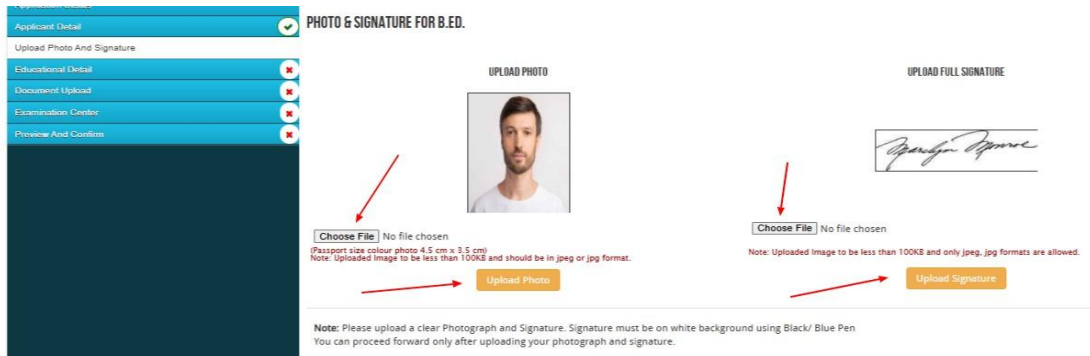 Applicant Detail
Upload Photo And Signature
Educational Detail
Document Upload
Examination Center
Preview And Confirm
PHOTO & SIGNATURE FOR B.ED.
UPLOAD PHOTO
Choose File No file chosen
(Passport size colour photo 4.5 cm x 3.5 cm)
Note: Uploaded Image to be less than 100KB and should be in jpeg or jpg format.
Upload Photo
UPLOAD FULL SIGNATURE
Marilyn Monroe
Choose File No file chosen
Note: Uploaded Image to be less than 100KB and only jpeg, jpg formats are allowed.
Upload Signature
Note: Please upload a clear Photograph and Signature. Signature must be on white background using Black/ Blue Pen
You can proceed forward only after uploading your photograph and signature.